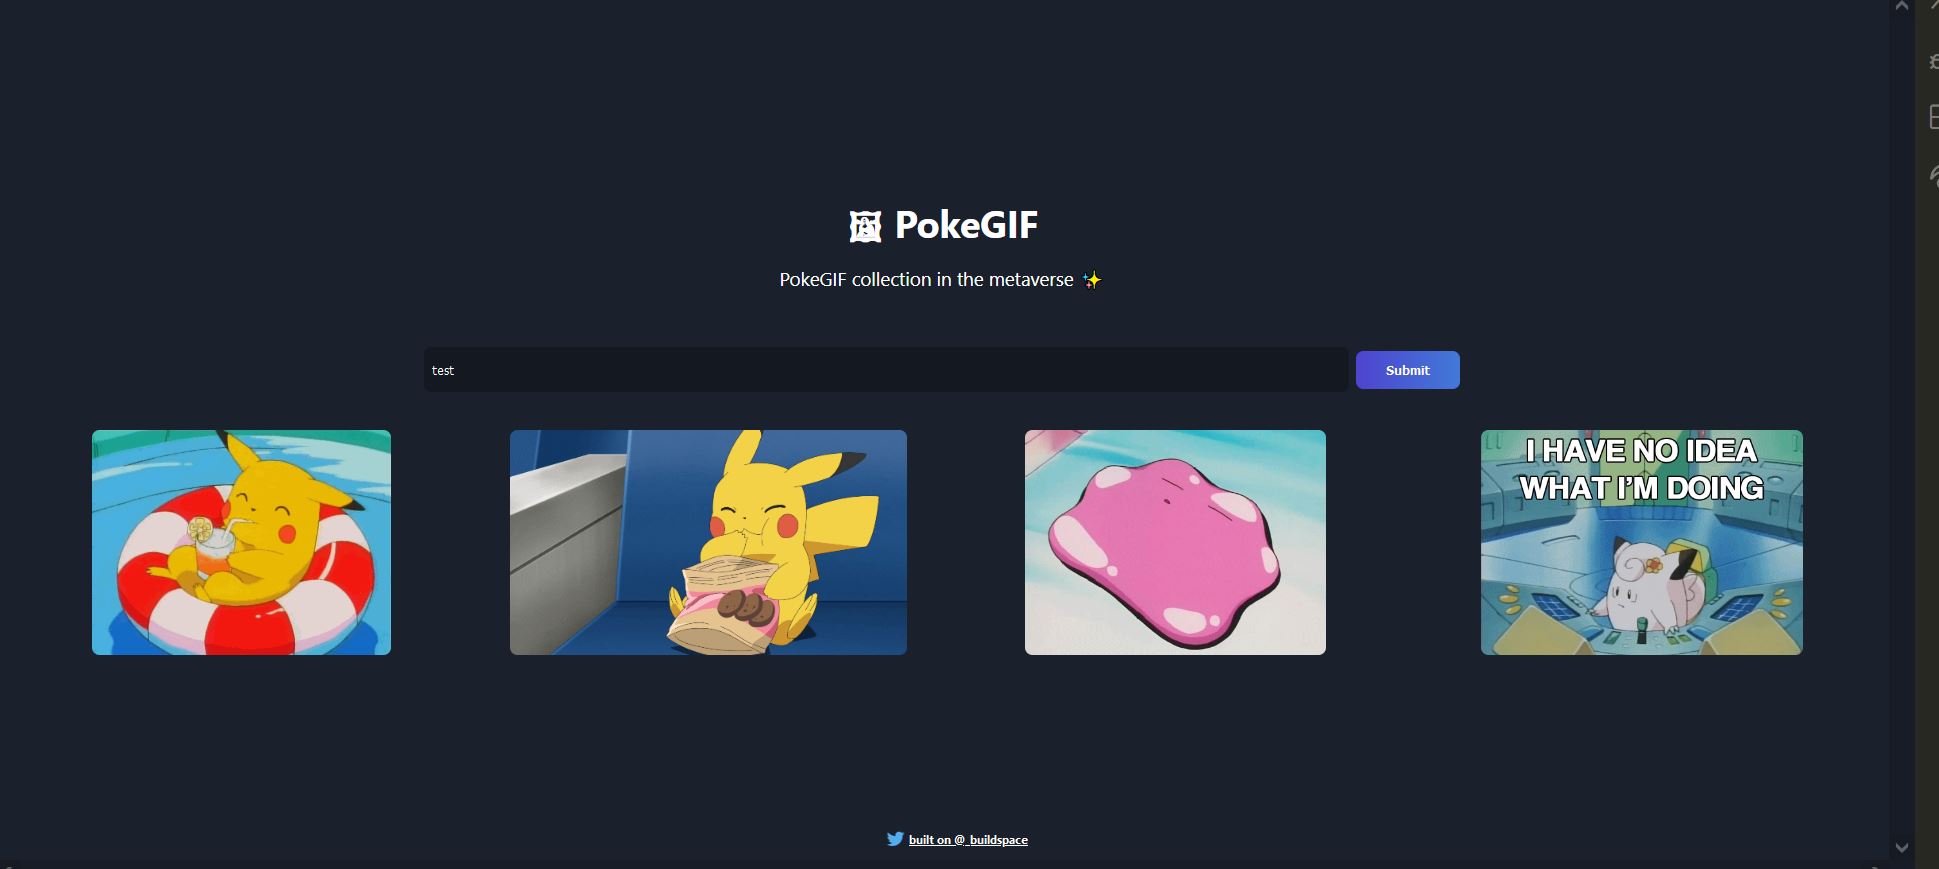 PokeGIF
PokeGIF collection in the metaverse ✨
test
Submit
I HAVE NO IDEA
WHAT I'M DOING
built on @_buildspace